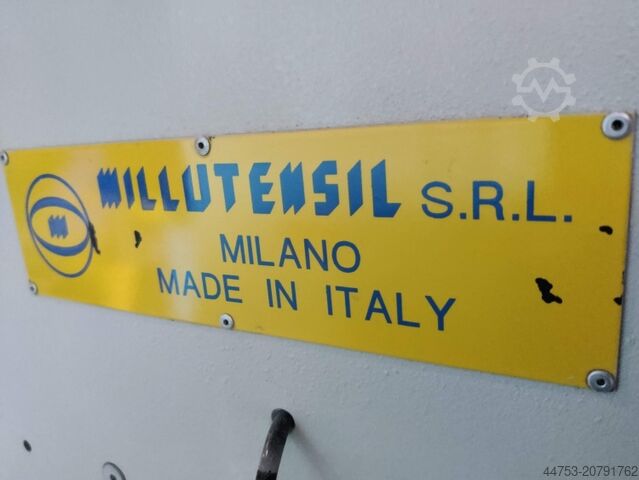 MILLUTENSIL S.R.L.
MILANO
MADE IN ITALY
44753-20791762